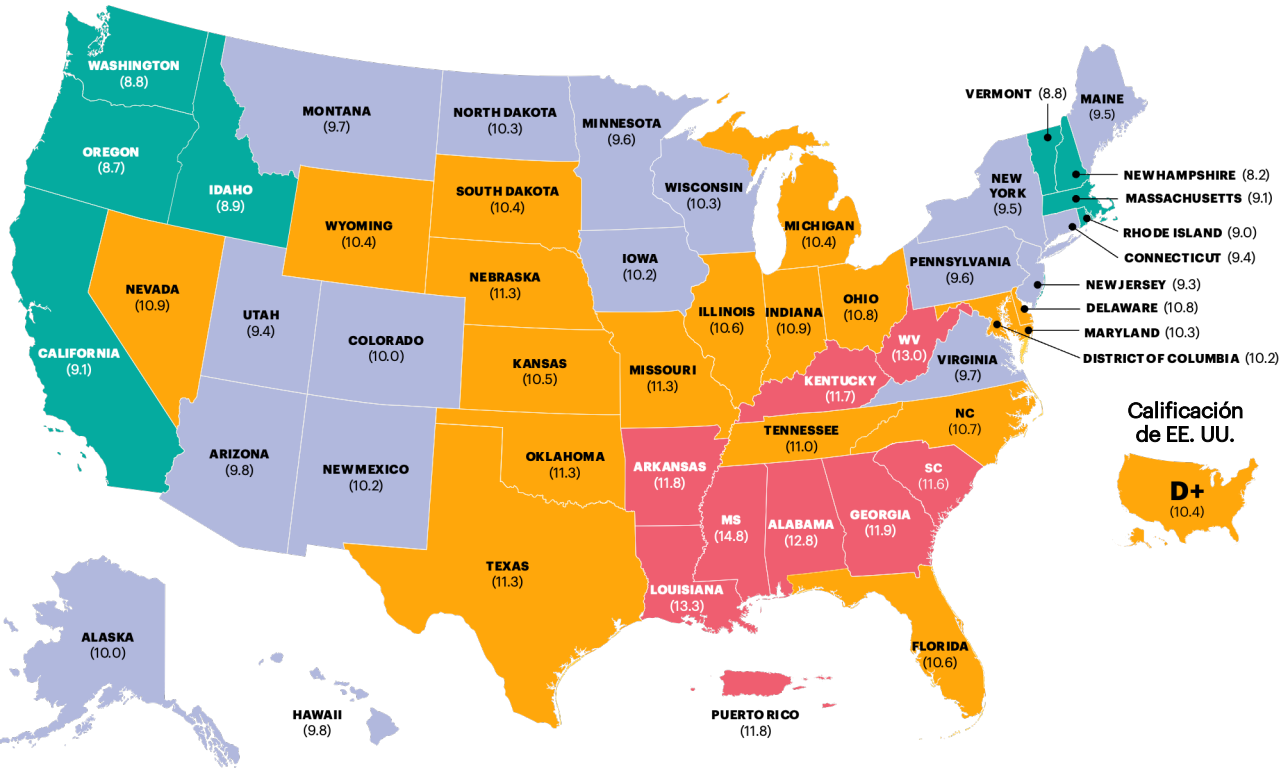 WASHINGTON
(8.8)
OREGON
(8.7)
IDAHO
(8.9)
MONTANA
(9.7)
NORTH DAKOTA
(10.3)
MINNESOTA
(9.6)
SOUTH DAKOTA
(10.4)
WYOMING
(10.4)
WISCONSIN
(10.3)
MICHIGAN
(10.4)
NEW
YORK
(9.5)
VERMONT (8.8)
MAINE
(9.5)
NEW HAMPSHIRE (8.2)
MASSACHUSETTS (9.1)
RHODE ISLAND (9.0)
CONNECTICUT (9.4)
NEW JERSEY (9.3)
DELAWARE (10.8)
MARYLAND (10.3)
DISTRICT OF COLUMBIA (10.2)
PENNSYLVANIA
(9.6)
NEVADA
(10.9)
UTAH
(9.4)
COLORADO
(10.0)
NEBRASKA
(11.3)
IOWA
(10.2)
ILLINOIS
(10.6)
INDIANA
(10.9)
OHIO
(10.8)
WV
(13.0)
VIRGINIA
(9.7)
CALIFORNIA
(9.1)
KANSAS
(10.5)
MISSOURI
(11.3)
KENTUCKY
(11.7)
TENNESSEE
(11.0)
NC
(10.7)
ARIZONA
(9.8)
NEW MEXICO
(10.2)
OKLAHOMA
(11.3)
ARKANSAS
(11.8)
SC
(11.6)
MS
(14.8)
ALABAMA
(12.8)
GEORGIA
(11.9)
TEXAS
(11.3)
LOUISIANA
(13.3)
FLORIDA
(10.6)
ALASKA
(10.0)
HAWAII
(9.8)
PUERTO RICO
(11.8)
Calificación
de EE. UU.
D+
(10.4)